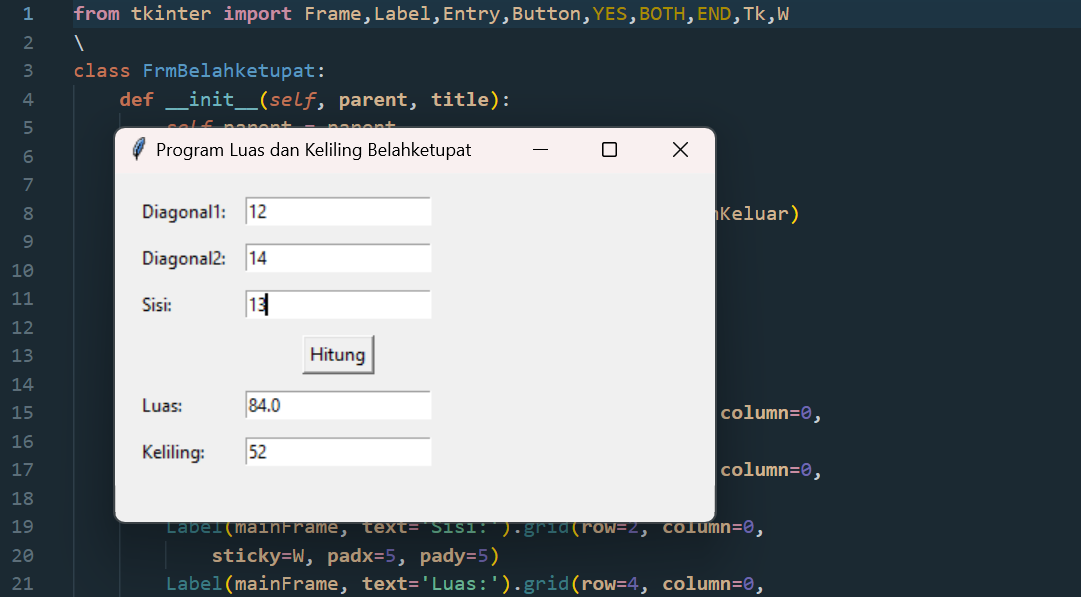 1 from tkinter import Frame,Label,Entry,Button,YES,BOTH,END,Tk,W
2 \
3 class FrmBelahketupat:
4 def __init__(self, parent, title):
5 self.parent = parent
6
7
8 nKeluar)
9
10
11
12
13
14
15 column=0,
16
17 column=0,
18
19 Label(mainFrame, text='Sisi:').grid(row=2, column=0,
20 sticky=W, padx=5, pady=5)
21 Label(mainFrame, text='Luas:').grid(row=4, column=0,
Program Luas dan Keliling Belahketupat
Diagonal1: 12
Diagonal2: 14
Sisi: 13
Hitung
Luas: 84.0
Keliling: 52